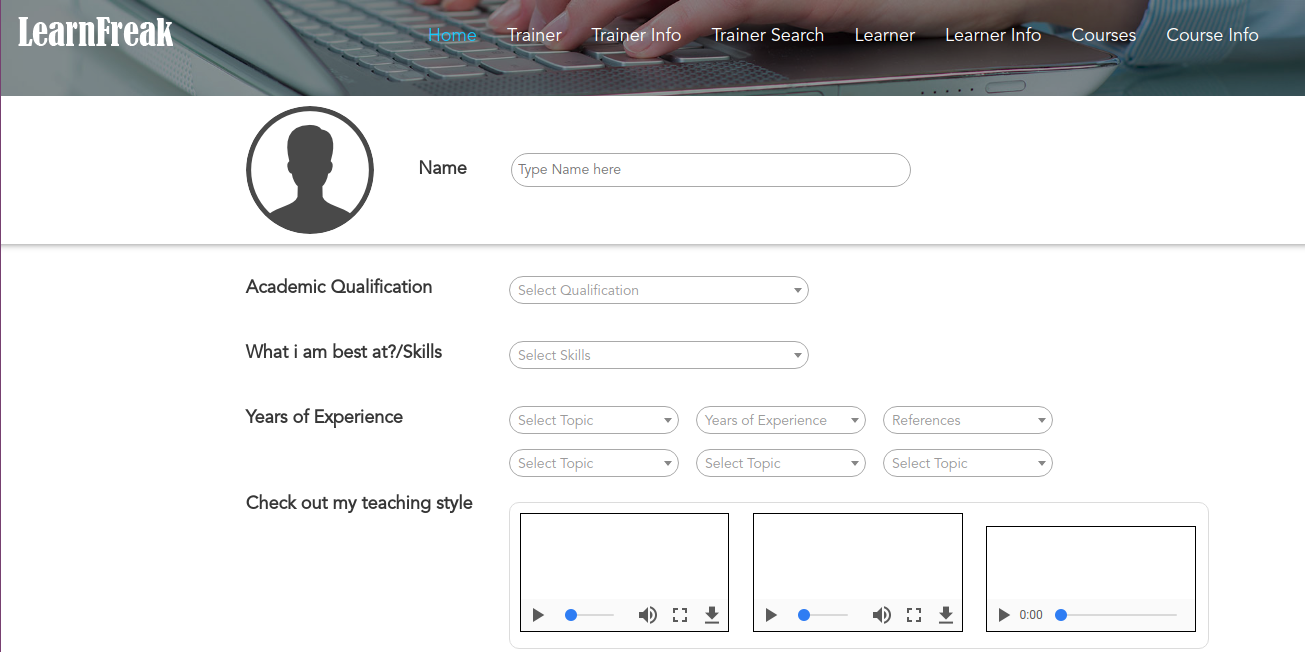 LearnFreak
Home Trainer Trainer Info Trainer Search Learner Learner Info Courses Course Info
Name Type Name here
Academic Qualification Select Qualification
What i am best at?/Skills Select Skills
Years of Experience Select Topic Years of Experience References
Select Topic Select Topic Select Topic
Check out my teaching style
0:00